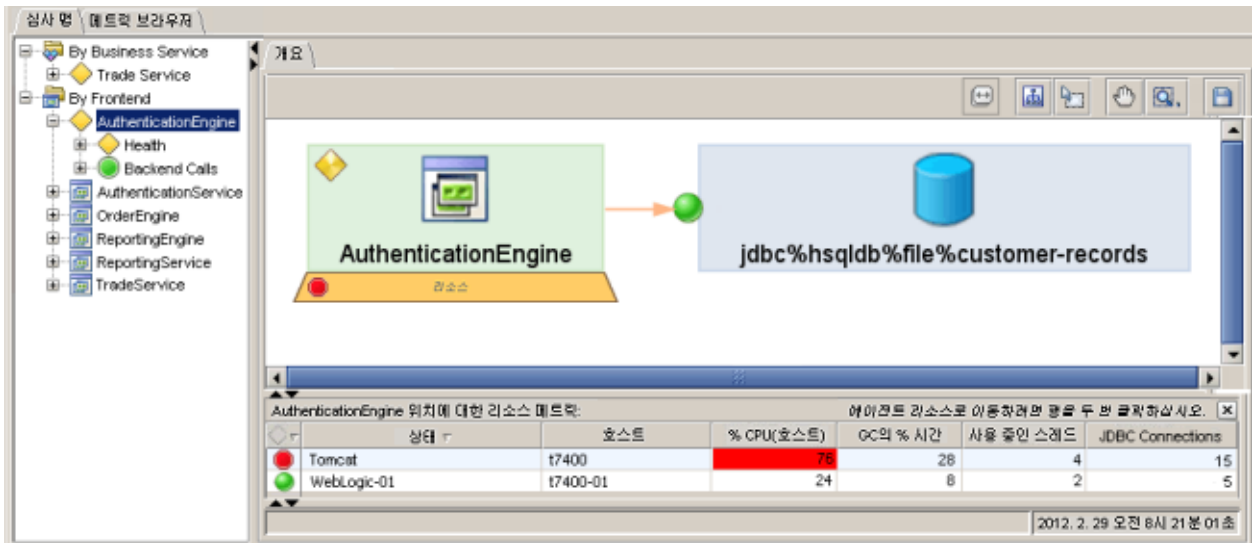 심사 맵 메트릭 브라우저
By Business Service
Trade Service
By Frontend
AuthenticationEngine
Health
Backend Calls
AuthenticationService
OrderEngine
ReportingEngine
ReportingService
TradeService
개요
AuthenticationEngine
jdbc%hsqldb%file%customer-records
리소스
AuthenticationEngine 위치에 대한 리소스 메트릭: 에이전트 리소스로 이동하려면 행을 두 번 클릭하십시오.
상태 호스트 % CPU(호스트) GC의 % 시간 사용 중인 스레드 JDBC Connections
Tomcat t7400 76 28 4 15
WebLogic-01 t7400-01 24 8 2 5
2012. 2. 29 오전 8시 21분 01초